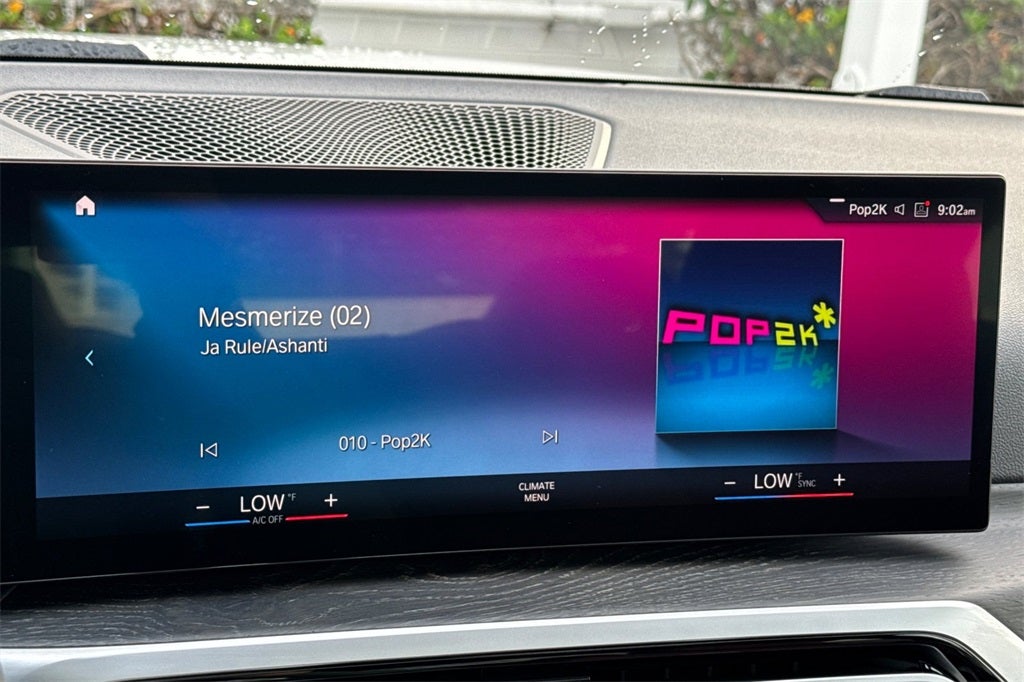 Pop2K 9:02am
Mesmerize (02)
Ja Rule/Ashanti
POP2K*
010 - Pop2K
− LOW °F +
A/C OFF
CLIMATE
MENU
− LOW °F +
SYNC